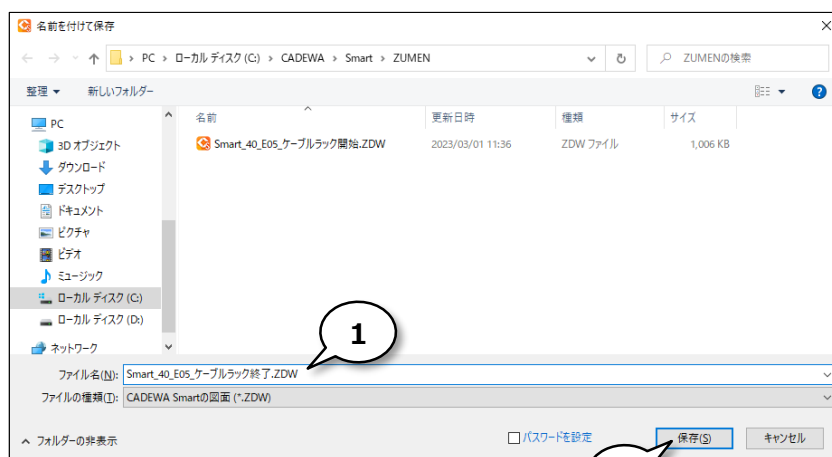 名前を付けて保存
PC › ローカル ディスク (C:) › CADEWA › Smart › ZUMEN
ZUMENの検索
整理 新しいフォルダー
名前 更新日時 種類 サイズ
PC
Smart_40_E05_ケーブルラック開始.ZDW 2023/03/01 11:36 ZDW ファイル 1,006 KB
3D オブジェクト
ダウンロード
デスクトップ
ドキュメント
ピクチャ
ビデオ
ミュージック
ローカル ディスク (C:)
ローカル ディスク (D:)
ネットワーク
1
ファイル名(N): Smart_40_E05_ケーブルラック終了.ZDW
ファイルの種類(T): CADEWA Smartの図面 (*.ZDW)
フォルダーの非表示
パスワードを設定
保存(S)
キャンセル